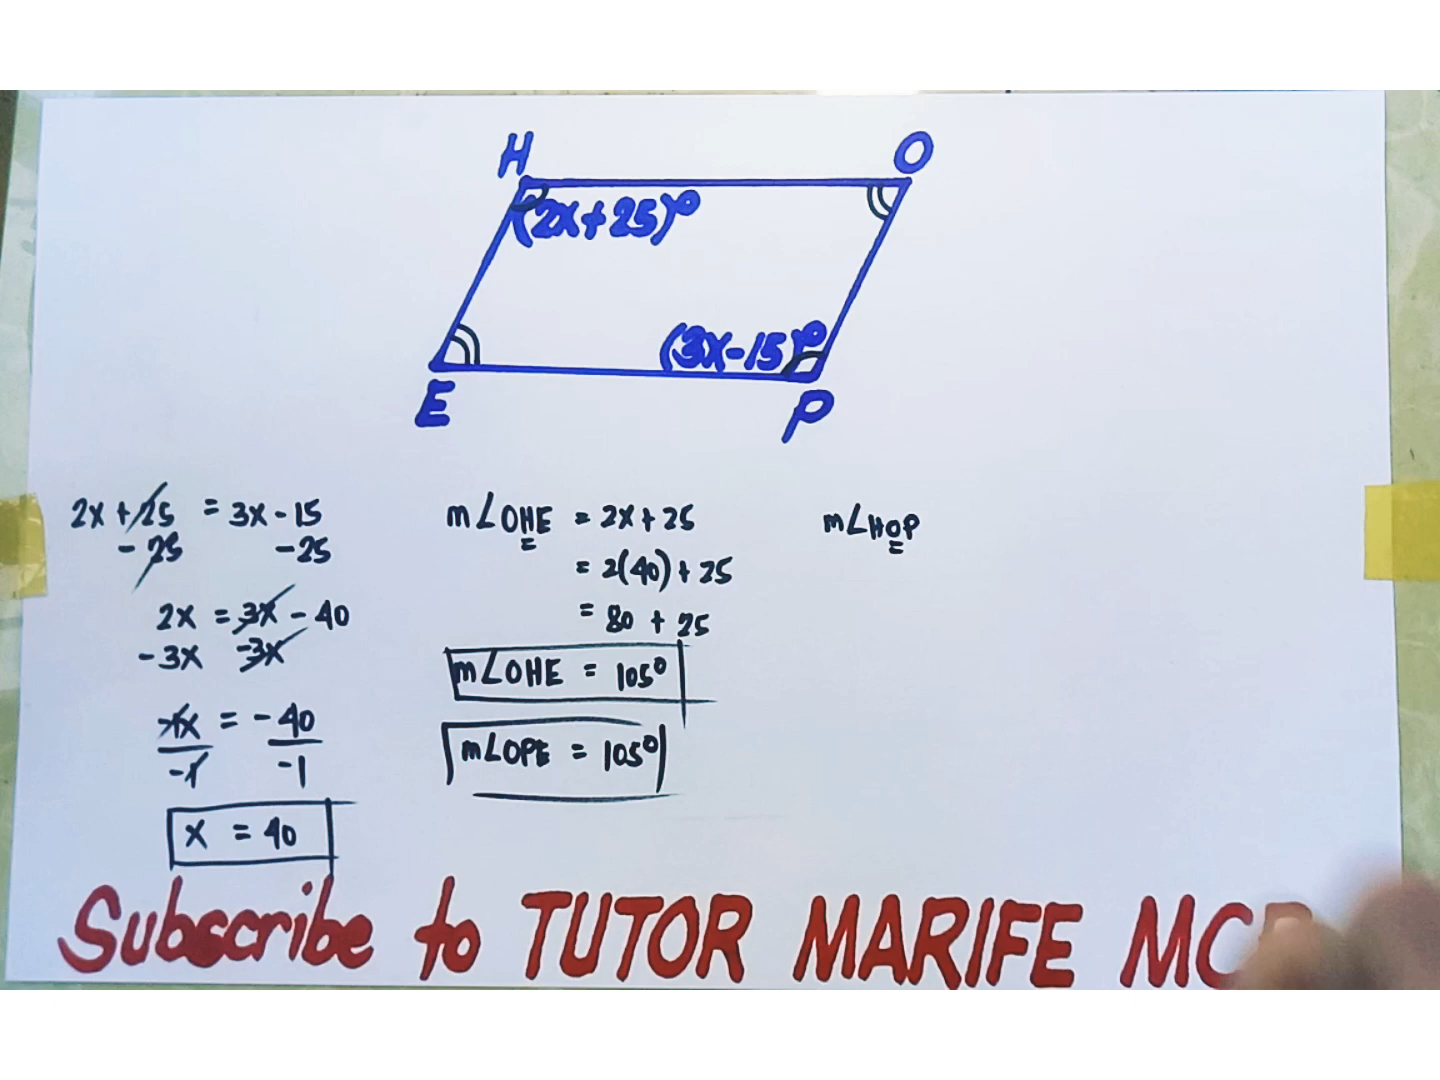 H
O
(2x+25)°
(3x-15)°
E
P
2x + 25 = 3x - 15
- 25 - 25
2x = 3x - 40
- 3x -3x
-1x = - 40
-1 -1
x = 40
m∠OHE = 2x + 25
= 2(40) + 25
= 80 + 25
m∠OHE = 105°
m∠OPE = 105°
m∠HOP
Subscribe to TUTOR MARIFE